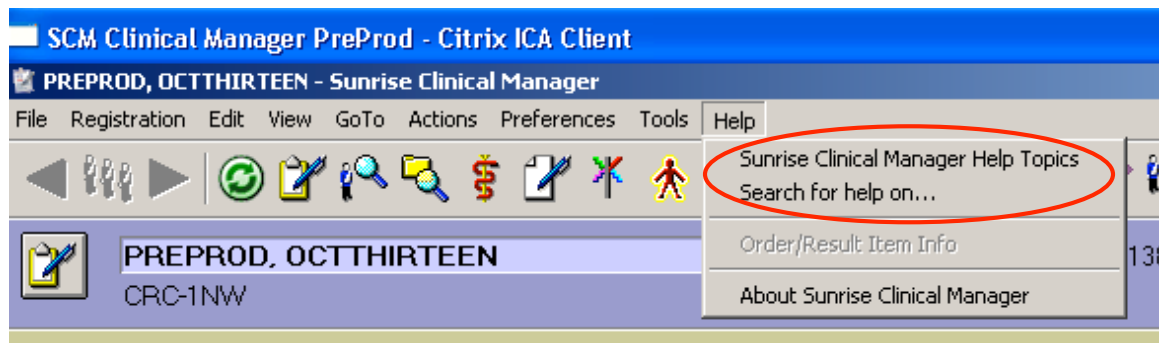 SCM Clinical Manager PreProd - Citrix ICA Client
PREPROD, OCTTHIRTEEN - Sunrise Clinical Manager
File Registration Edit View GoTo Actions Preferences Tools Help
Sunrise Clinical Manager Help Topics
Search for help on...
Order/Result Item Info
PREPROD, OCTTHIRTEEN
CRC-1NW
About Sunrise Clinical Manager